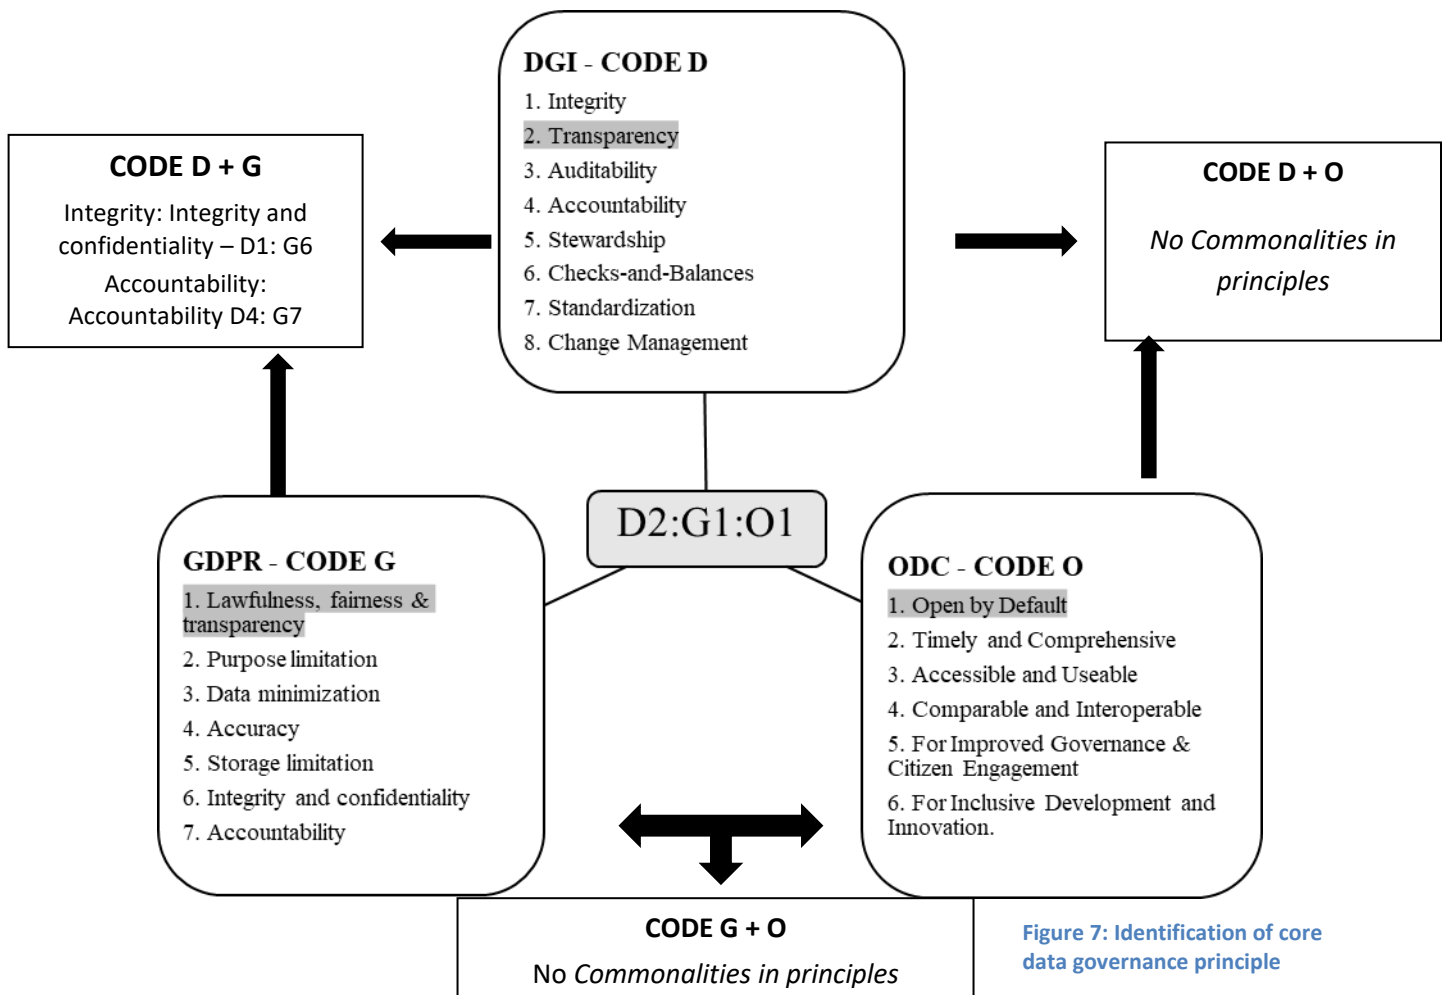 DGI - CODE D
1. Integrity
2. Transparency
3. Auditability
4. Accountability
5. Stewardship
6. Checks-and-Balances
7. Standardization
8. Change Management
CODE D + G
Integrity: Integrity and
confidentiality – D1: G6
Accountability:
Accountability D4: G7
CODE D + O
No Commonalities in
principles
D2:G1:O1
GDPR - CODE G
1. Lawfulness, fairness &
transparency
2. Purpose limitation
3. Data minimization
4. Accuracy
5. Storage limitation
6. Integrity and confidentiality
7. Accountability
ODC - CODE O
1. Open by Default
2. Timely and Comprehensive
3. Accessible and Useable
4. Comparable and Interoperable
5. For Improved Governance &
Citizen Engagement
6. For Inclusive Development and
Innovation.
CODE G + O
No Commonalities in principles
Figure 7: Identification of core
data governance principle